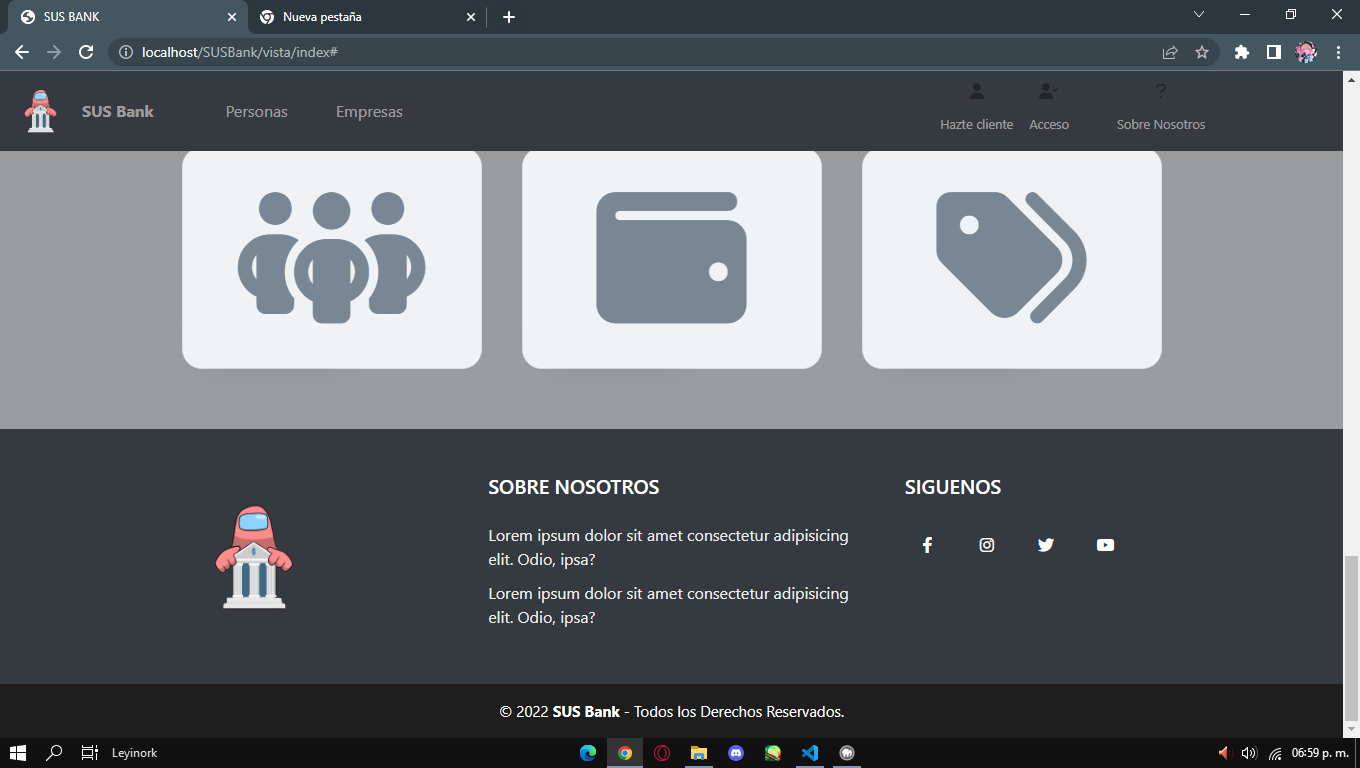 SUS BANK
Nueva pestaña
localhost/SUSBank/vista/index#
SUS Bank
Personas
Empresas
?
Hazte cliente
Acceso
Sobre Nosotros
SOBRE NOSOTROS
Lorem ipsum dolor sit amet consectetur adipisicing
elit. Odio, ipsa?
Lorem ipsum dolor sit amet consectetur adipisicing
elit. Odio, ipsa?
SIGUENOS
© 2022 SUS Bank - Todos los Derechos Reservados.
Leyinork
06:59 p. m.